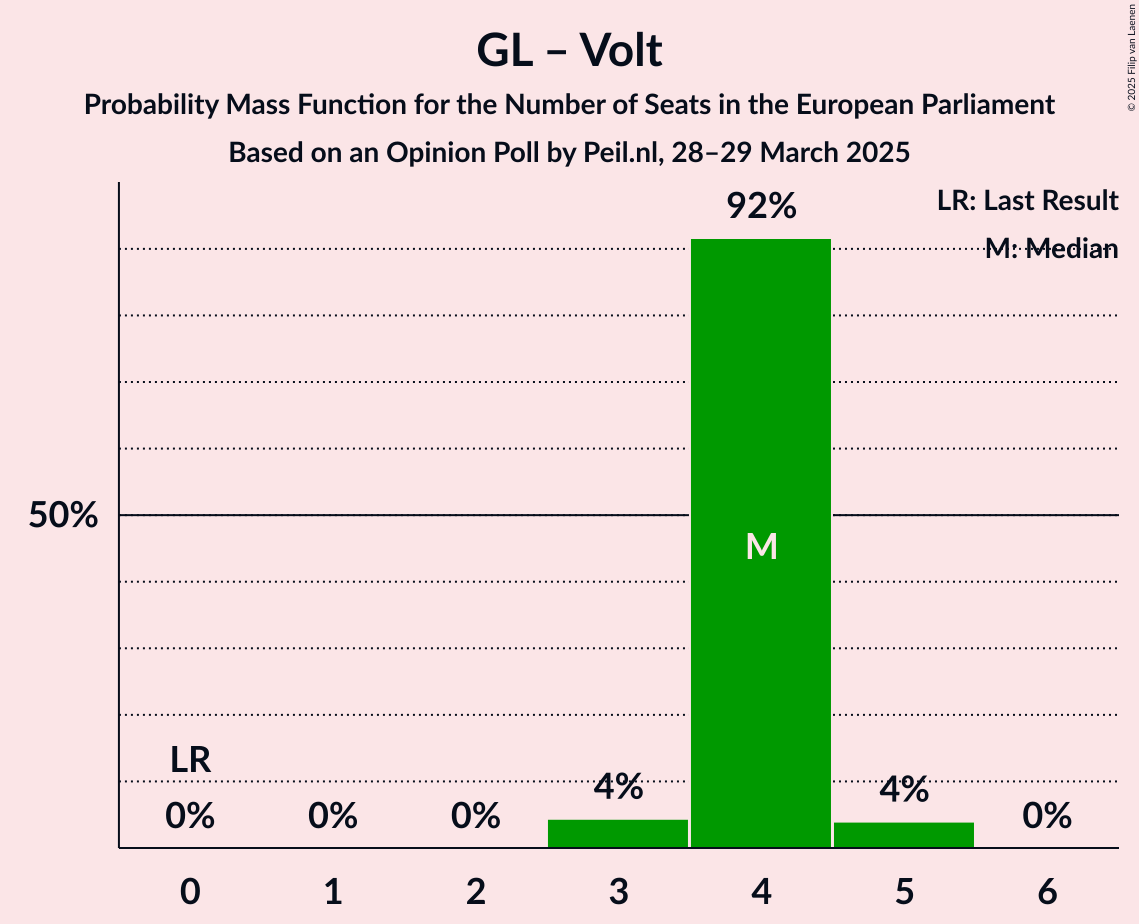 GL – Volt
Probability Mass Function for the Number of Seats in the European Parliament
Based on an Opinion Poll by Peil.nl, 28–29 March 2025
© 2025 Filip van Laenen
LR: Last Result
M: Median
92%
50%
M
LR
0%
0%
0%
4%
4%
0%
0
1
2
3
4
5
6